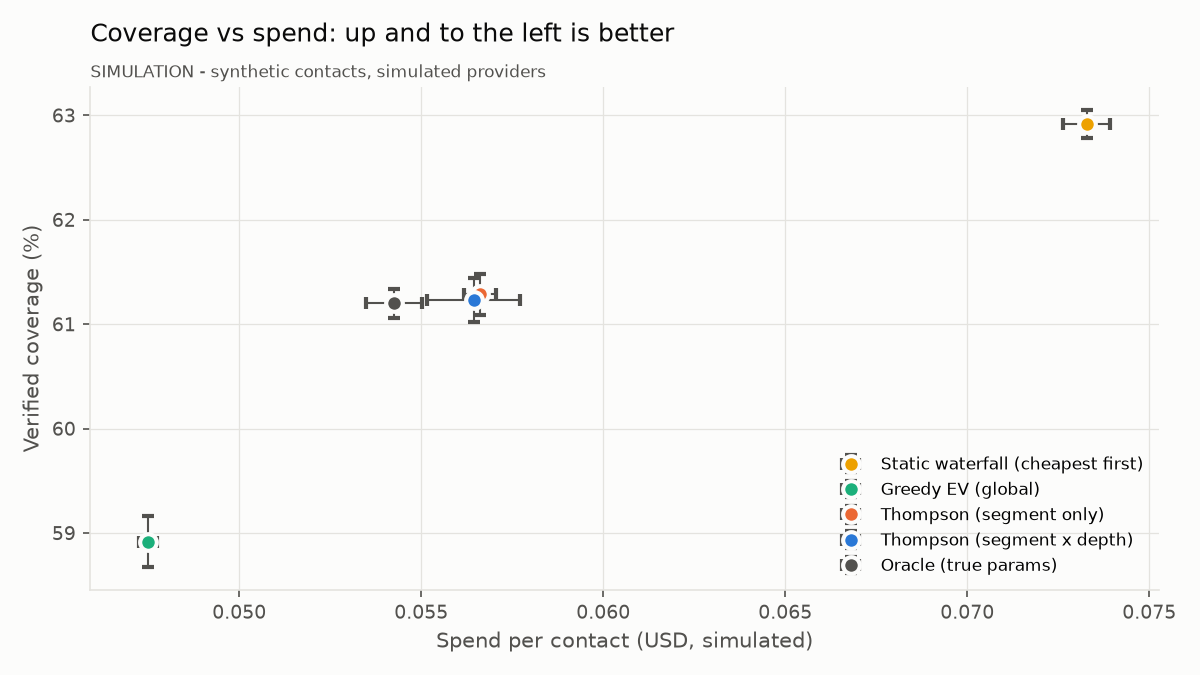 Coverage vs spend: up and to the left is better
SIMULATION - synthetic contacts, simulated providers
63
62
61
60
59
Verified coverage (%)
Static waterfall (cheapest first)
Greedy EV (global)
Thompson (segment only)
Thompson (segment x depth)
Oracle (true params)
0.050 0.055 0.060 0.065 0.070 0.075
Spend per contact (USD, simulated)